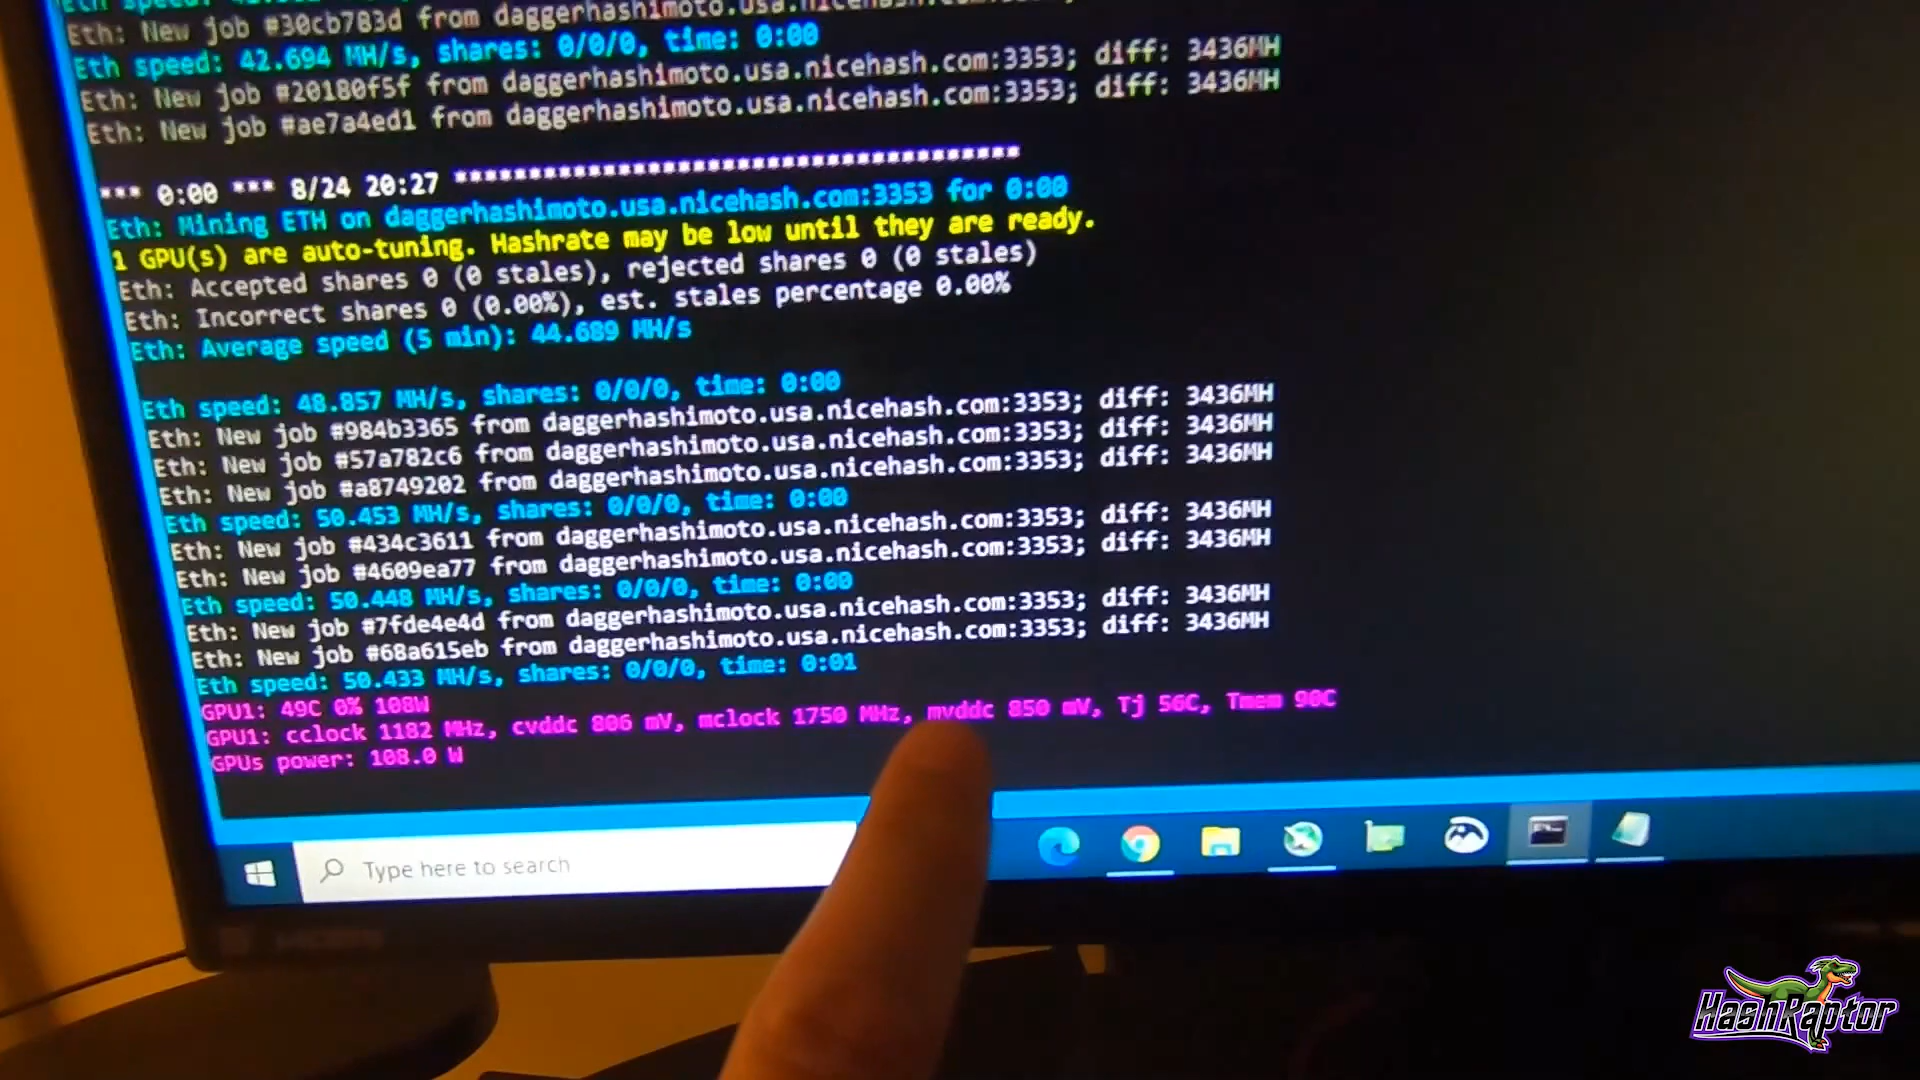 Eth: New job #30cb783d from daggerhashimoto.usa.nicehash.com
Eth speed: 42.694 MH/s, shares: 0/0/0, time: 0:00
Eth: New job #20180f5f from daggerhashimoto.usa.nicehash.com:3353; diff: 3436MH
Eth: New job #ae7a4ed1 from daggerhashimoto.usa.nicehash.com:3353; diff: 3436MH
*** 0:00 *** 8/24 20:27 ***************************************
Eth: Mining ETH on daggerhashimoto.usa.nicehash.com:3353 for 0:00
1 GPU(s) are auto-tuning. Hashrate may be low until they are ready.
Eth: Accepted shares 0 (0 stales), rejected shares 0 (0 stales)
Eth: Incorrect shares 0 (0.00%), est. stales percentage 0.00%
Eth: Average speed (5 min): 44.689 MH/s
Eth speed: 48.857 MH/s, shares: 0/0/0, time: 0:00
Eth: New job #984b3365 from daggerhashimoto.usa.nicehash.com:3353; diff: 3436MH
Eth: New job #57a782c6 from daggerhashimoto.usa.nicehash.com:3353; diff: 3436MH
Eth: New job #a8749202 from daggerhashimoto.usa.nicehash.com:3353; diff: 3436MH
Eth speed: 50.453 MH/s, shares: 0/0/0, time: 0:00
Eth: New job #434c3611 from daggerhashimoto.usa.nicehash.com:3353; diff: 3436MH
Eth: New job #4609ea77 from daggerhashimoto.usa.nicehash.com:3353; diff: 3436MH
Eth speed: 50.448 MH/s, shares: 0/0/0, time: 0:00
Eth: New job #7fde4e4d from daggerhashimoto.usa.nicehash.com:3353; diff: 3436MH
Eth: New job #68a615eb from daggerhashimoto.usa.nicehash.com:3353; diff: 3436MH
Eth speed: 50.433 MH/s, shares: 0/0/0, time: 0:01
GPU1: 49C 0% 108W
GPU1: cclock 1182 MHz, cvddc 806 mV, mclock 1750 MHz, mvddc 850 mV, Tj 56C, Tmem 90C
GPUs power: 108.0 W
Type here to search
HashRaptor